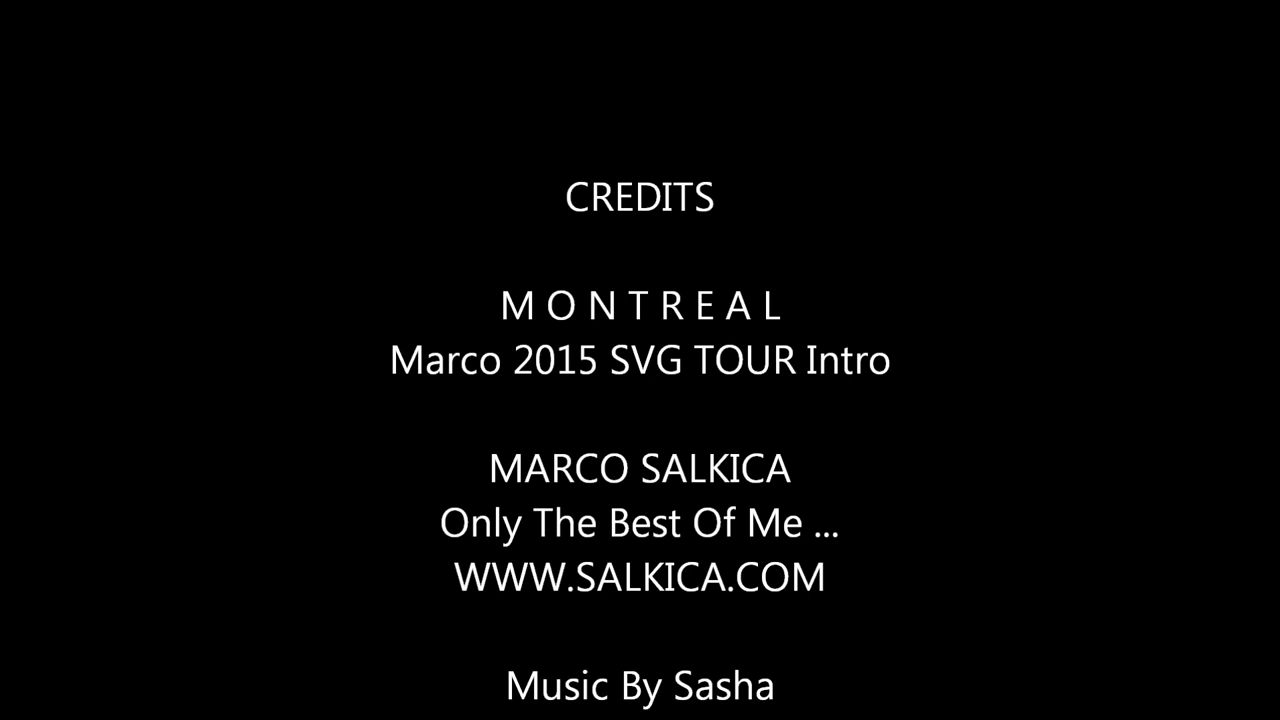 CREDITS
M O N T R E A L
Marco 2015 SVG TOUR Intro
MARCO SALKICA
Only The Best Of Me ...
WWW.SALKICA.COM
Music By Sasha